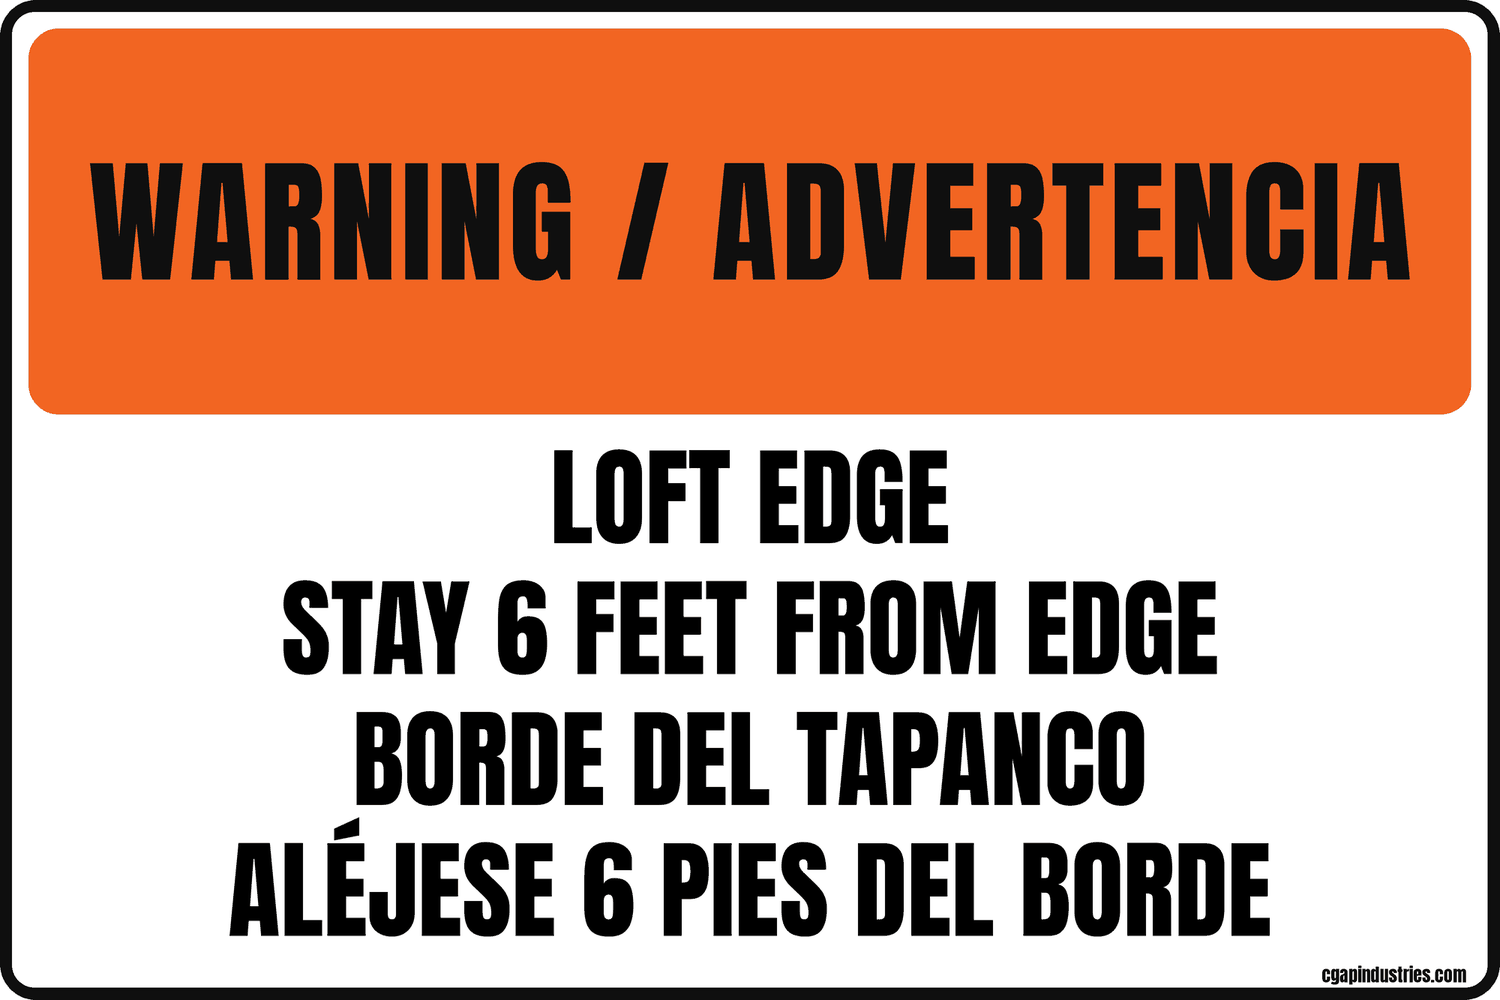 WARNING / ADVERTENCIA
LOFT EDGE
STAY 6 FEET FROM EDGE
BORDE DEL TAPANCO
ALÉJESE 6 PIES DEL BORDE
cgapindustries.com